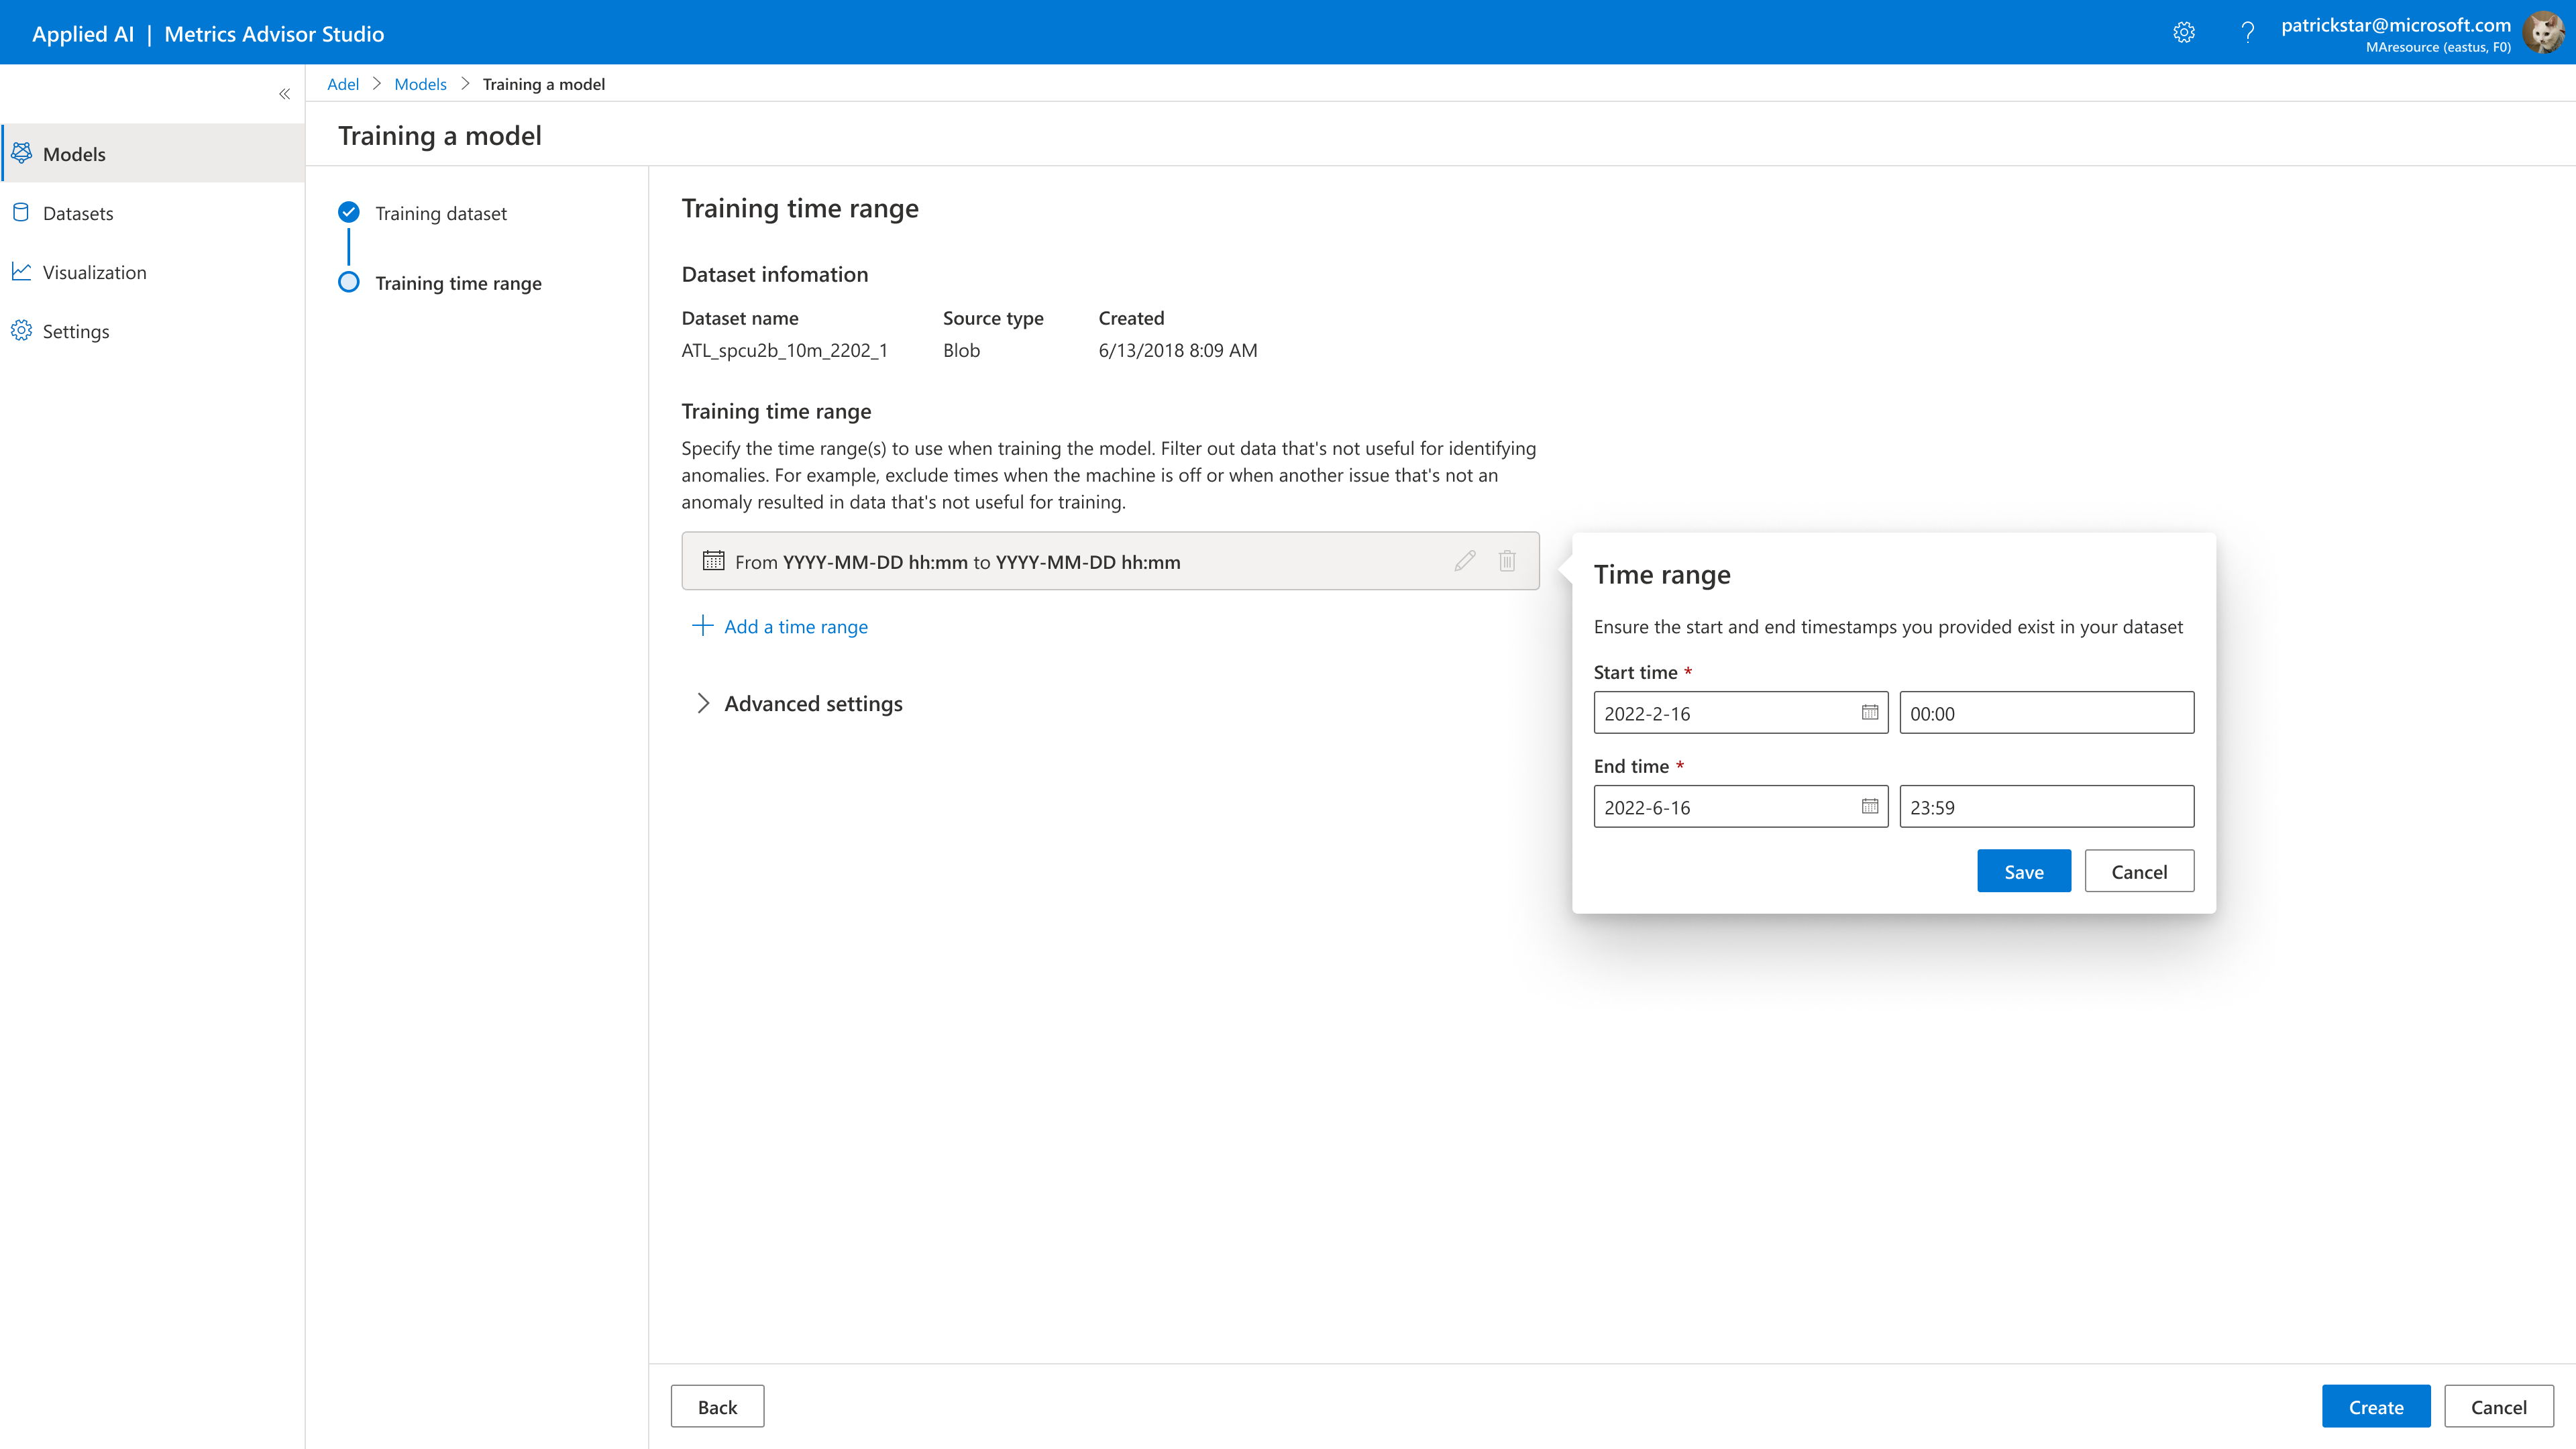 Applied AI | Metrics Advisor Studio
patrickstar@microsoft.com
MAresource (eastus, F0)
Adel > Models > Training a model
Models
Datasets
Visualization
Settings
Training a model
Training dataset
Training time range
Training time range
Dataset infomation
Dataset name Source type Created
ATL_spcu2b_10m_2202_1 Blob 6/13/2018 8:09 AM
Training time range
Specify the time range(s) to use when training the model. Filter out data that's not useful for identifying
anomalies. For example, exclude times when the machine is off or when another issue that's not an
anomaly resulted in data that's not useful for training.
From YYYY-MM-DD hh:mm to YYYY-MM-DD hh:mm
Add a time range
Advanced settings
Time range
Ensure the start and end timestamps you provided exist in your dataset
Start time *
2022-2-16 00:00
End time *
2022-6-16 23:59
Save Cancel
Back Create Cancel